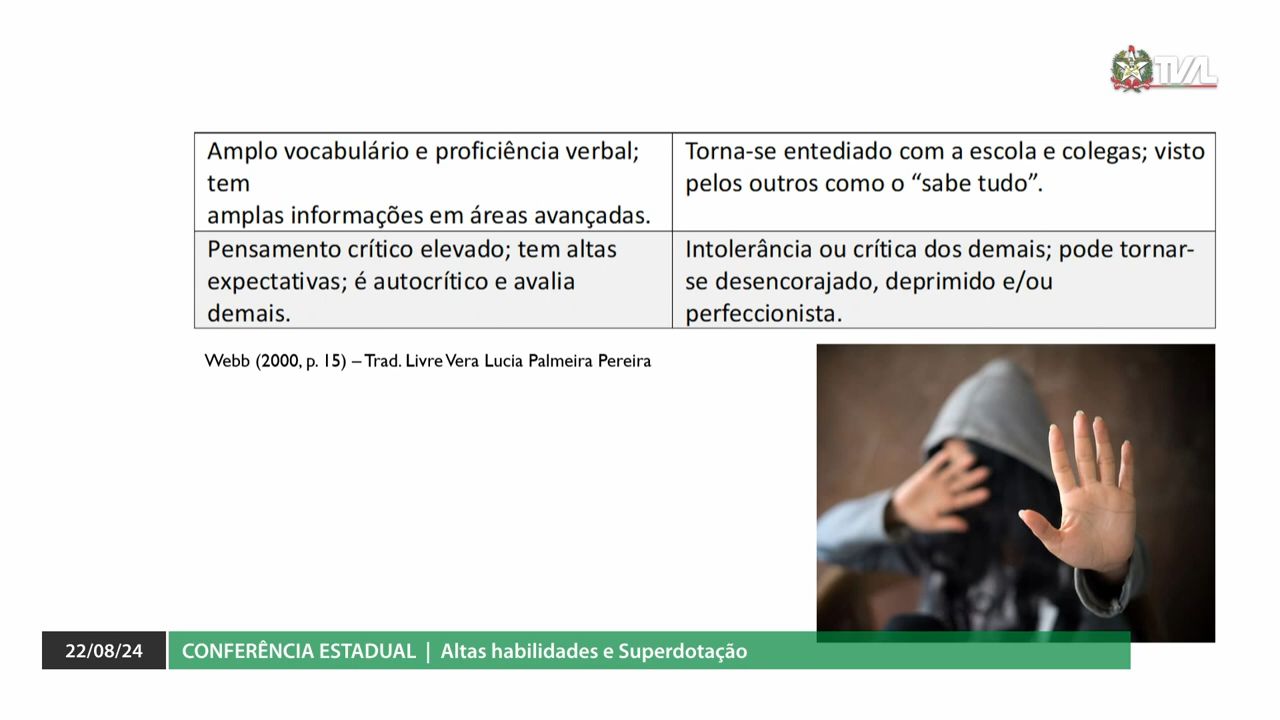 TVAL
Amplo vocabulário e proficiência verbal;
tem
amplas informações em áreas avançadas.
Torna-se entediado com a escola e colegas; visto
pelos outros como o “sabe tudo”.
Pensamento crítico elevado; tem altas
expectativas; é autocrítico e avalia
demais.
Intolerância ou crítica dos demais; pode tornar-
se desencorajado, deprimido e/ou
perfeccionista.
Webb (2000, p. 15) – Trad. Livre Vera Lucia Palmeira Pereira
22/08/24
CONFERÊNCIA ESTADUAL | Altas habilidades e Superdotação